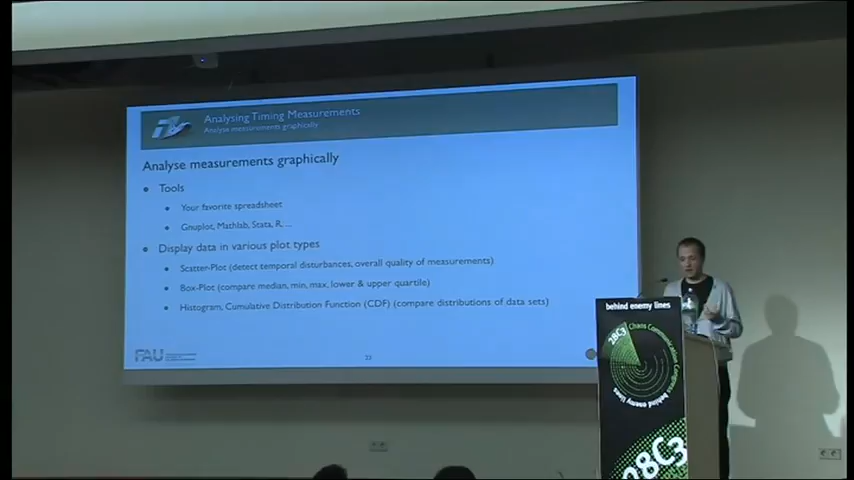 Analysing Timing Measurements
Analyse measurements graphically
Analyse measurements graphically
Tools
Your favorite spreadsheet
Gnuplot, Mathlab, Stata, R, ...
Display data in various plot types
Scatter-Plot (detect temporal disturbances, overall quality of measurements)
Box-Plot (compare median, min, max, lower & upper quartile)
Histogram, Cumulative Distribution Function (CDF) (compare distributions of data sets)
FAU
23
behind enemy lines
28C3
Chaos Communication Congress
behind enemy lines
28C3